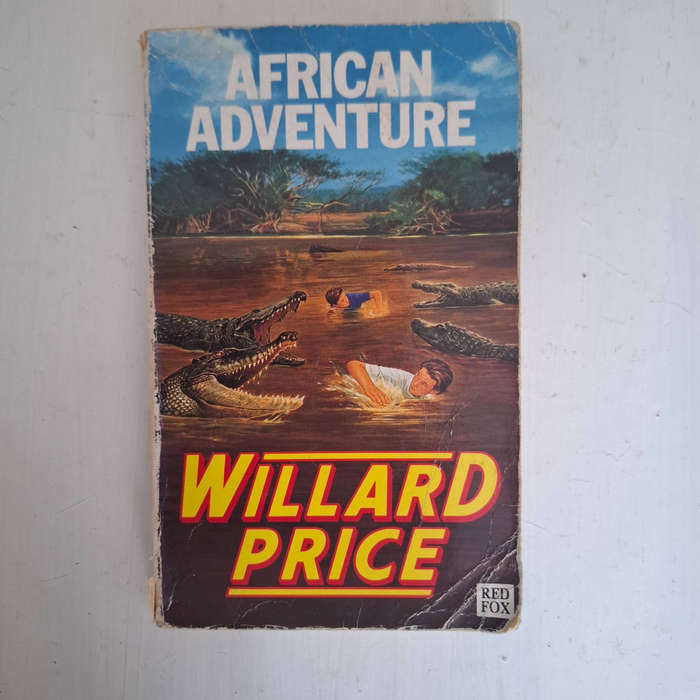 AFRICAN
ADVENTURE
WILLARD
PRICE
RED
FOX